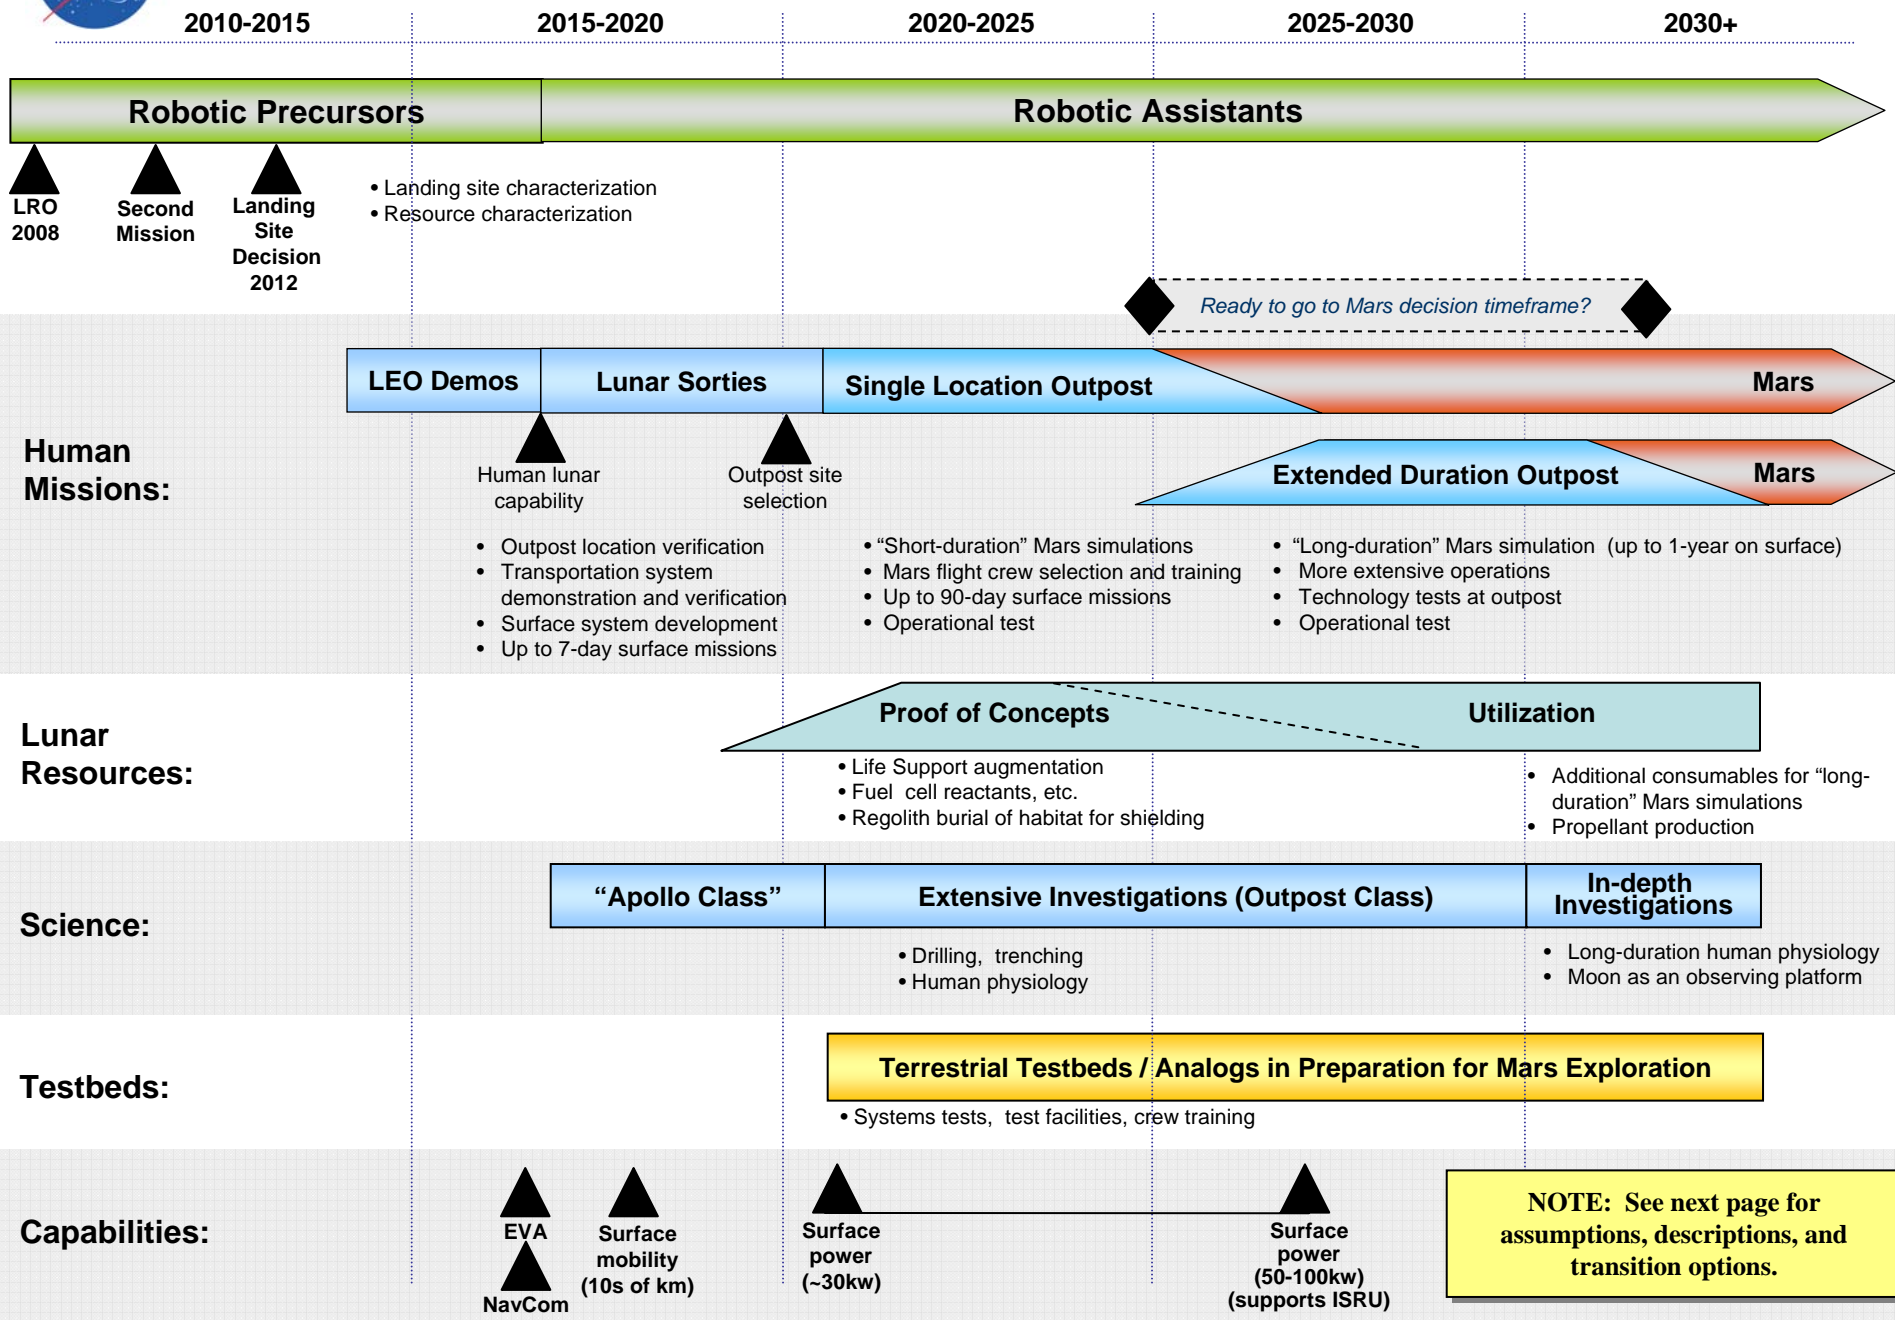 2010-2015 2015-2020 2020-2025 2025-2030 2030+
Robotic Precursors Robotic Assistants
LRO
2008
Second
Mission
Landing
Site
Decision
2012
• Landing site characterization
• Resource characterization
Ready to go to Mars decision timeframe?
Human
Missions:
LEO Demos Lunar Sorties Single Location Outpost Mars
Extended Duration Outpost Mars
Human lunar
capability
Outpost site
selection
• Outpost location verification
• Transportation system
demonstration and verification
• Surface system development
• Up to 7-day surface missions
• “Short-duration” Mars simulations
• Mars flight crew selection and training
• Up to 90-day surface missions
• Operational test
• “Long-duration” Mars simulation (up to 1-year on surface)
• More extensive operations
• Technology tests at outpost
• Operational test
Lunar
Resources:
Proof of Concepts Utilization
• Life Support augmentation
• Fuel cell reactants, etc.
• Regolith burial of habitat for shielding
• Additional consumables for “long-
duration” Mars simulations
• Propellant production
Science:
“Apollo Class” Extensive Investigations (Outpost Class)
In-depth
Investigations
• Drilling, trenching
• Human physiology
• Long-duration human physiology
• Moon as an observing platform
Testbeds:
Terrestrial Testbeds / Analogs in Preparation for Mars Exploration
• Systems tests, test facilities, crew training
Capabilities:
EVA
NavCom
Surface
mobility
(10s of km)
Surface
power
(~30kw)
Surface
power
(50-100kw)
(supports ISRU)
NOTE: See next page for
assumptions, descriptions, and
transition options.